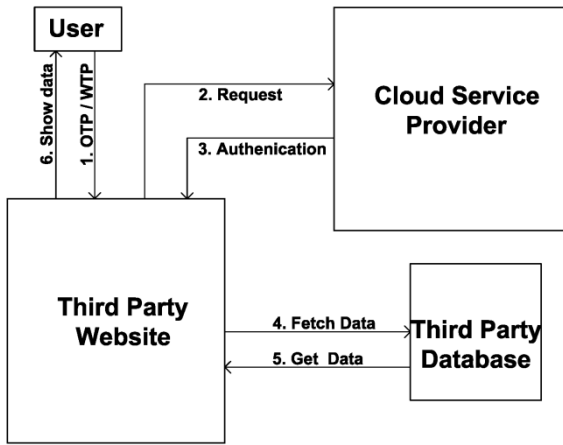 User
6. Show data
1. OTP / WTP
2. Request
3. Authenication
Cloud Service
Provider
Third Party
Website
4. Fetch Data
5. Get Data
Third Party
Database